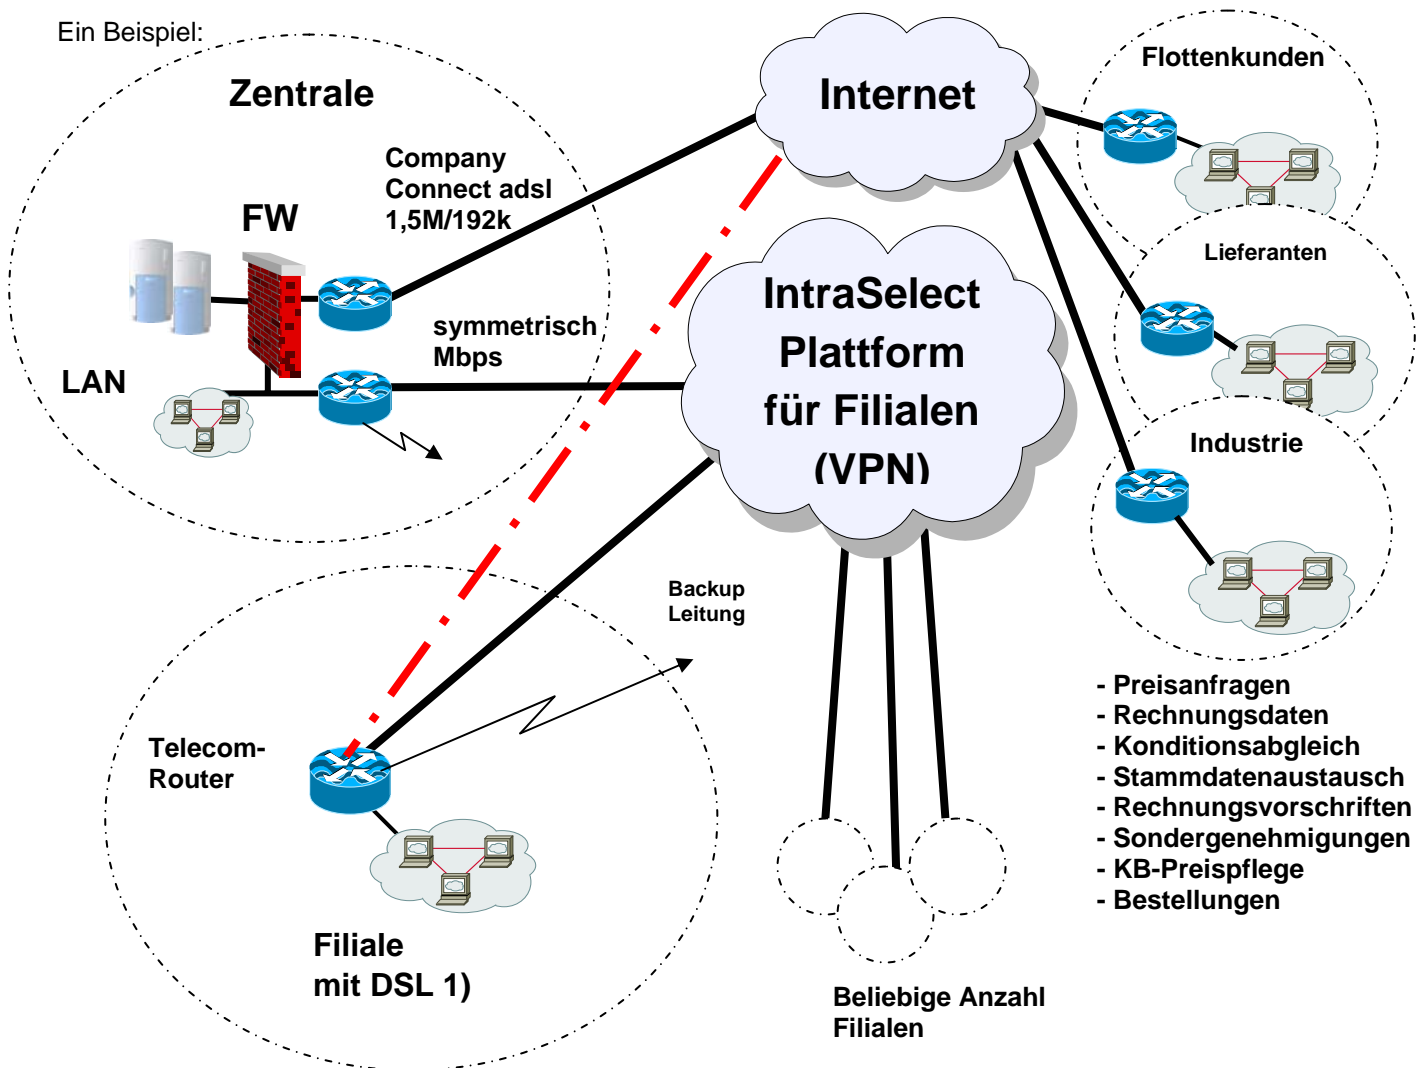 Ein Beispiel:
Zentrale
Company
Connect adsl
1,5M/192k
FW
symmetrisch
Mbps
LAN
Internet
IntraSelect
Plattform
für Filialen
(VPN)
Flottenkunden
Lieferanten
Industrie
Backup
Leitung
Telecom-
Router
Filiale
mit DSL 1)
Beliebige Anzahl
Filialen
- Preisanfragen
- Rechnungsdaten
- Konditionsabgleich
- Stammdatenaustausch
- Rechnungsvorschriften
- Sondergenehmigungen
- KB-Preispflege
- Bestellungen